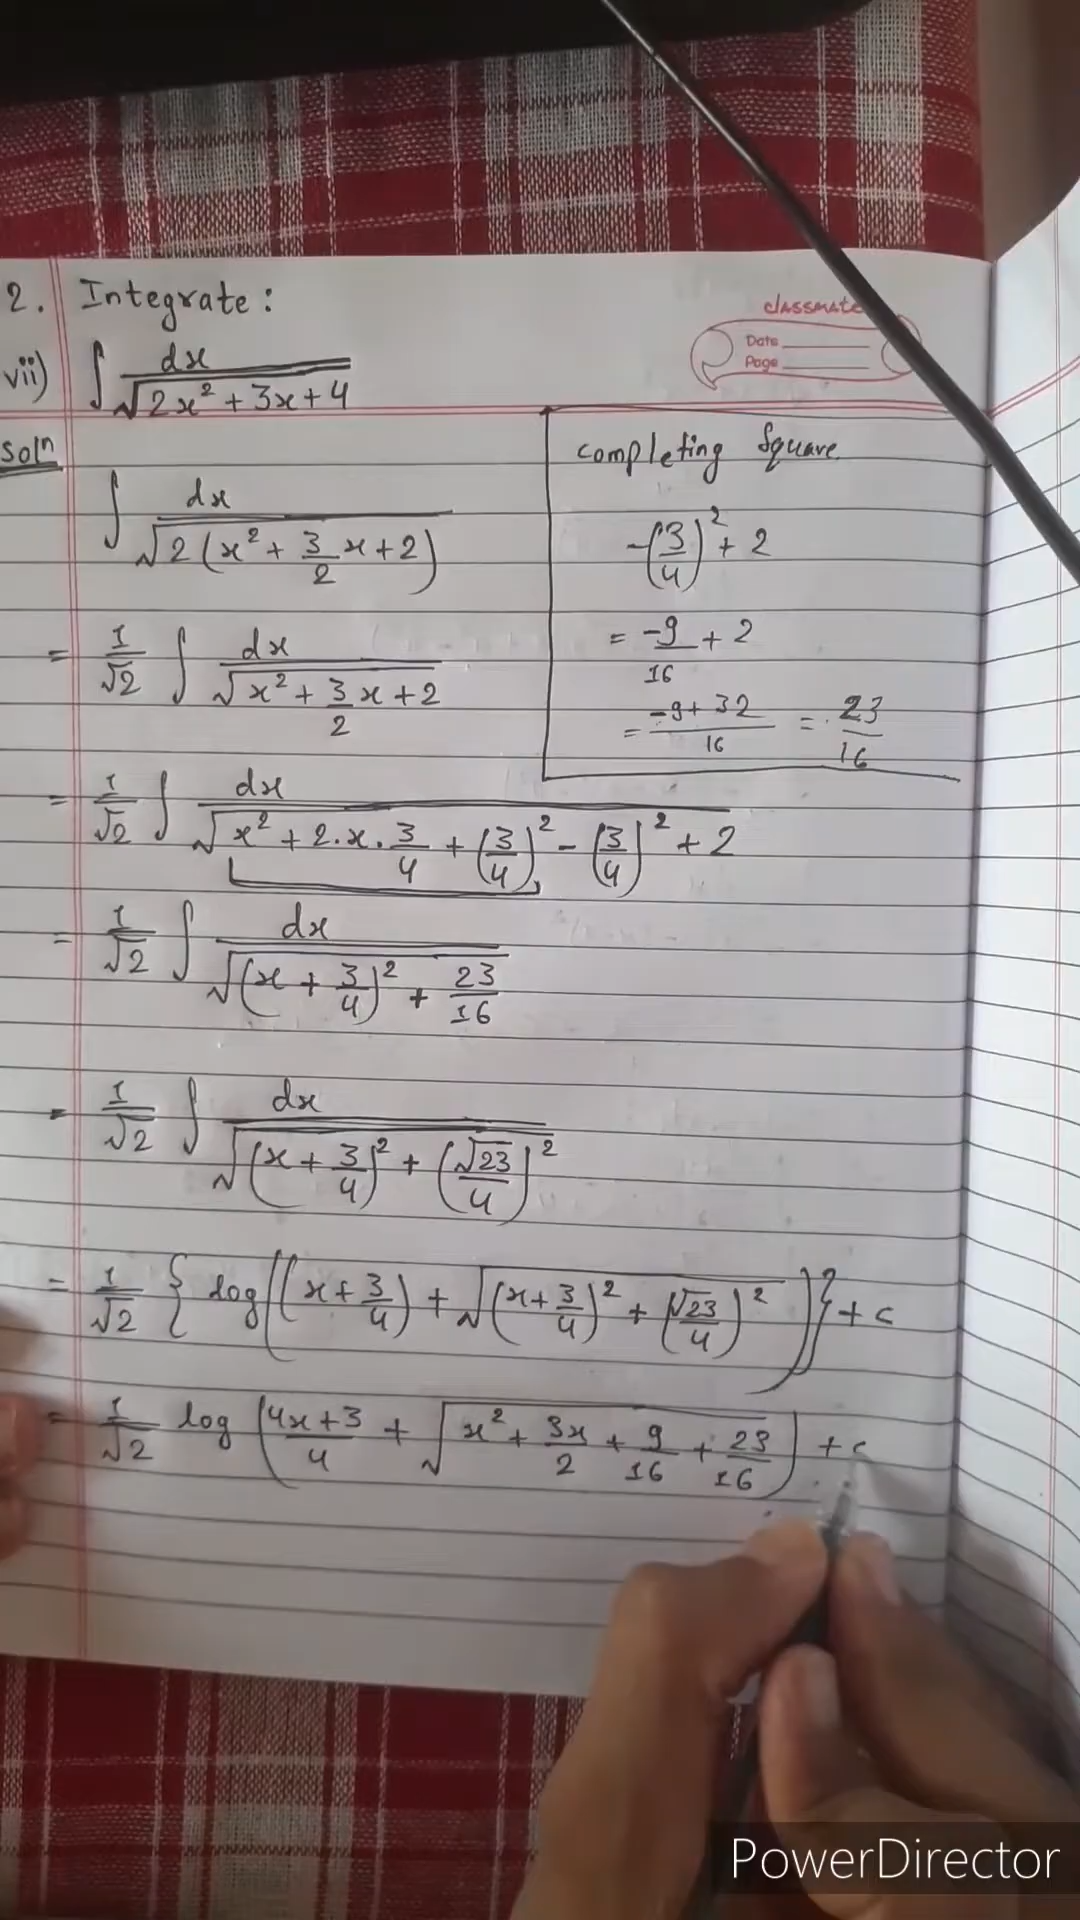 2. Integrate:
classmate
Date
Page
vii) ∫ dx / √(2x² + 3x + 4)
Soln
∫ dx / √(2(x² + 3/2 x + 2))
= 1/√2 ∫ dx / √(x² + 3/2 x + 2)
completing Square
-(3/4)² + 2
= -9/16 + 2
= (-9 + 32)/16 = 23/16
= 1/√2 ∫ dx / √(x² + 2·x·3/4 + (3/4)² - (3/4)² + 2)
= 1/√2 ∫ dx / √((x + 3/4)² + 23/16)
= 1/√2 ∫ dx / √((x + 3/4)² + (√23/4)²)
= 1/√2 { log((x + 3/4) + √((x + 3/4)² + (√23/4)²))} + c
= 1/√2 log(4x+3/4 + √(x² + 3x/2 + 9/16 + 23/16)) + c
PowerDirector